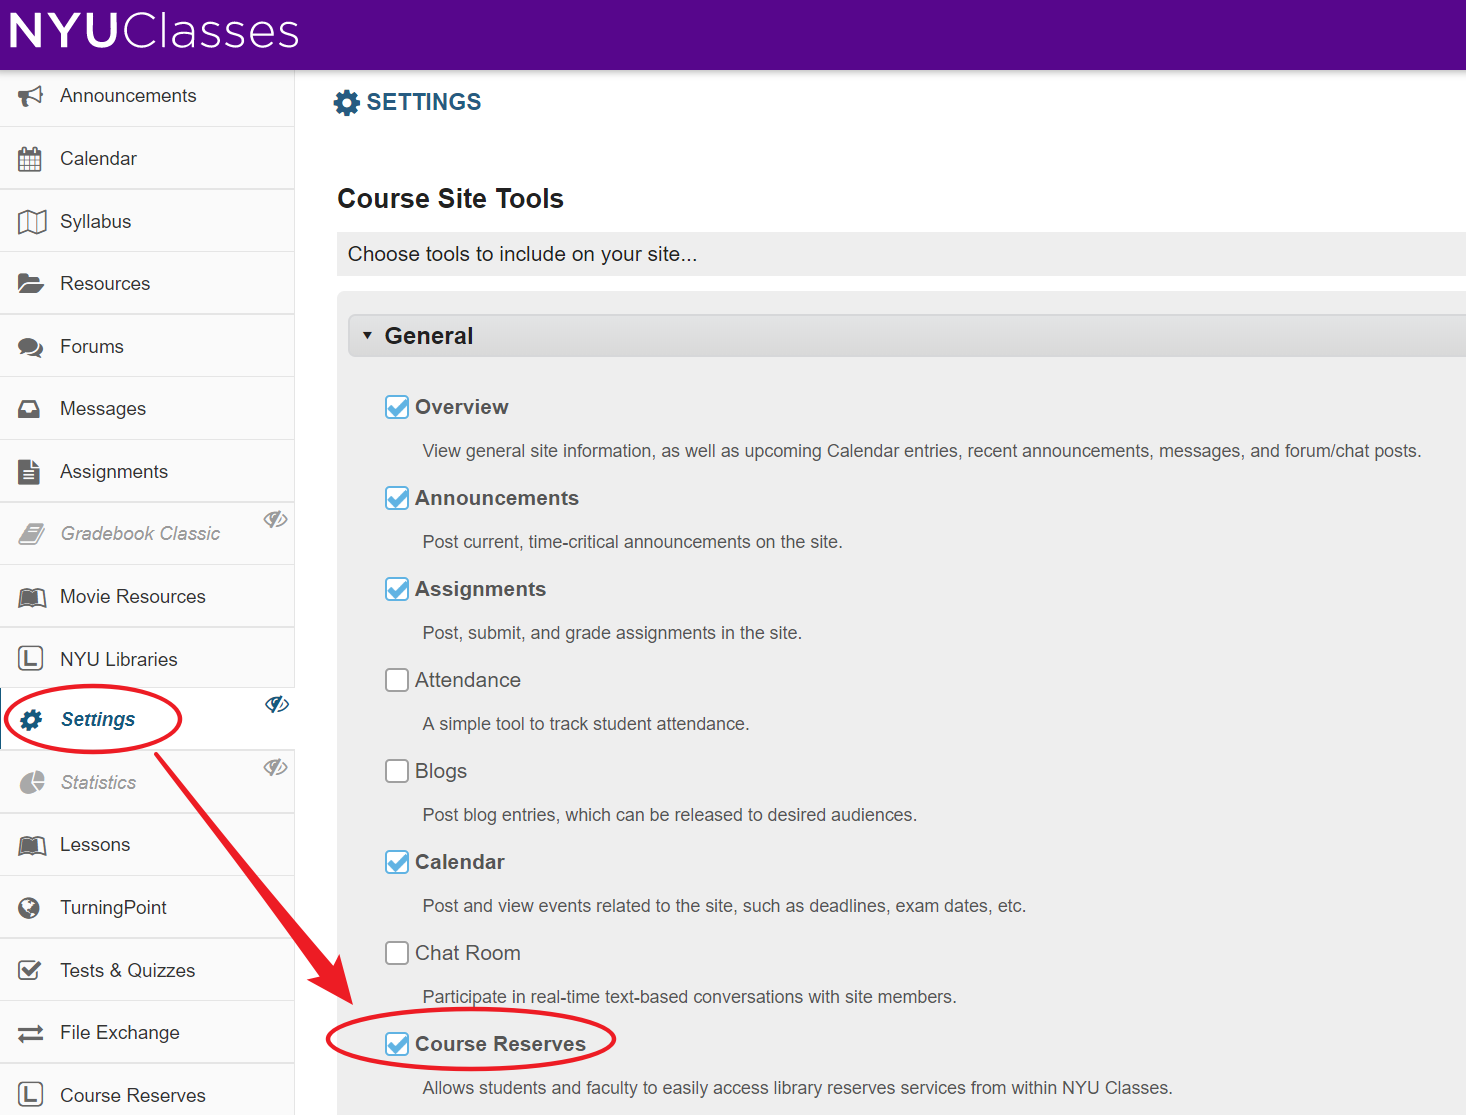 NYUClasses
Announcements
Calendar
Syllabus
Resources
Forums
Messages
Assignments
Gradebook Classic
Movie Resources
L NYU Libraries
Settings
Statistics
Lessons
TurningPoint
Tests & Quizzes
File Exchange
L Course Reserves
SETTINGS
Course Site Tools
Choose tools to include on your site...
General
Overview
View general site information, as well as upcoming Calendar entries, recent announcements, messages, and forum/chat posts.
Announcements
Post current, time-critical announcements on the site.
Assignments
Post, submit, and grade assignments in the site.
Attendance
A simple tool to track student attendance.
Blogs
Post blog entries, which can be released to desired audiences.
Calendar
Post and view events related to the site, such as deadlines, exam dates, etc.
Chat Room
Participate in real-time text-based conversations with site members.
Course Reserves
Allows students and faculty to easily access library reserves services from within NYU Classes.